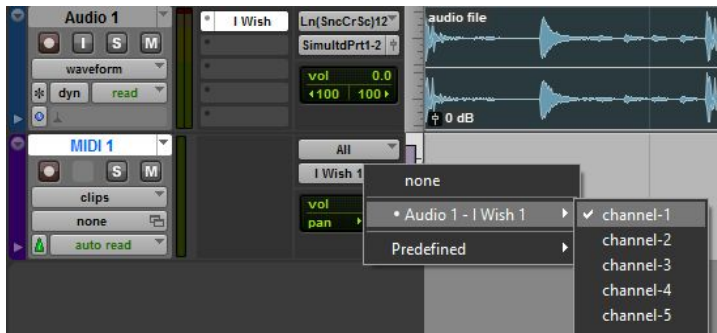 Audio 1
I S M
waveform
dyn read
I Wish
Ln(SncCrSc)12
SimultdPrt1-2
vol 0.0
100 100
audio file
0 dB
MIDI 1
S M
clips
none
auto read
All
I Wish 1
vol
pan
none
• Audio 1 - I Wish 1
Predefined
✓ channel-1
channel-2
channel-3
channel-4
channel-5